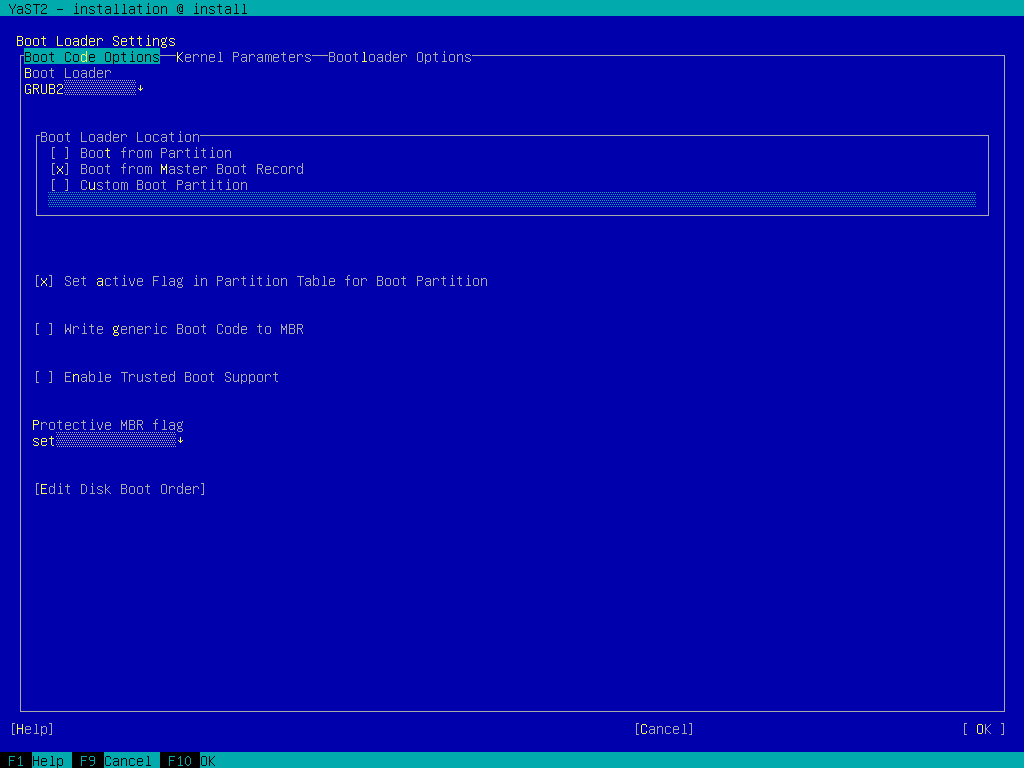 YaST2 - installation @ install
Boot Loader Settings
Boot Code Options Kernel Parameters Bootloader Options
Boot Loader
GRUB2
Boot Loader Location
[ ] Boot from Partition
[x] Boot from Master Boot Record
[ ] Custom Boot Partition
[x] Set active Flag in Partition Table for Boot Partition
[ ] Write generic Boot Code to MBR
[ ] Enable Trusted Boot Support
Protective MBR flag
set
[Edit Disk Boot Order]
[Help] [Cancel] [ OK ]
F1 Help F9 Cancel F10 OK